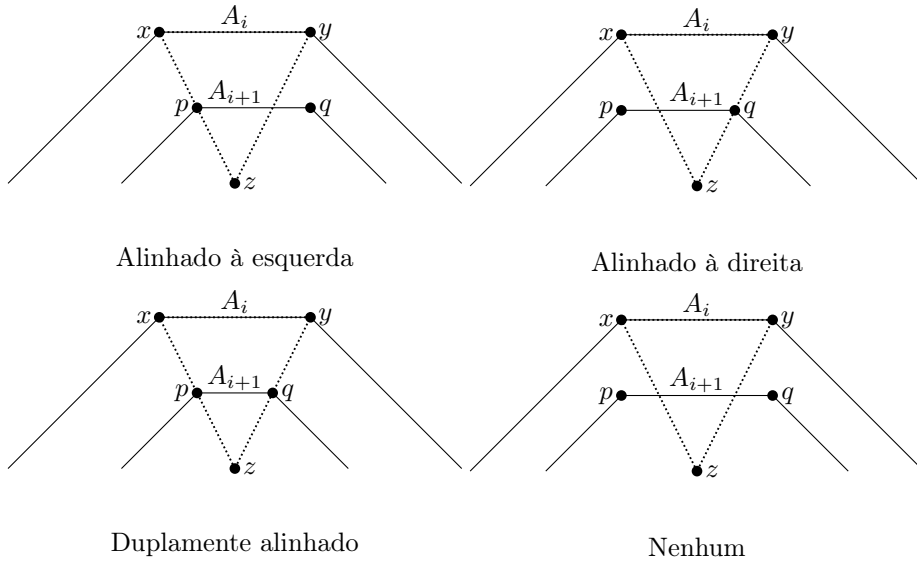 x A_i y
p A_{i+1} q
z
Alinhado à esquerda
x A_i y
p A_{i+1} q
z
Alinhado à direita
x A_i y
p A_{i+1} q
z
Duplamente alinhado
x A_i y
p A_{i+1} q
z
Nenhum